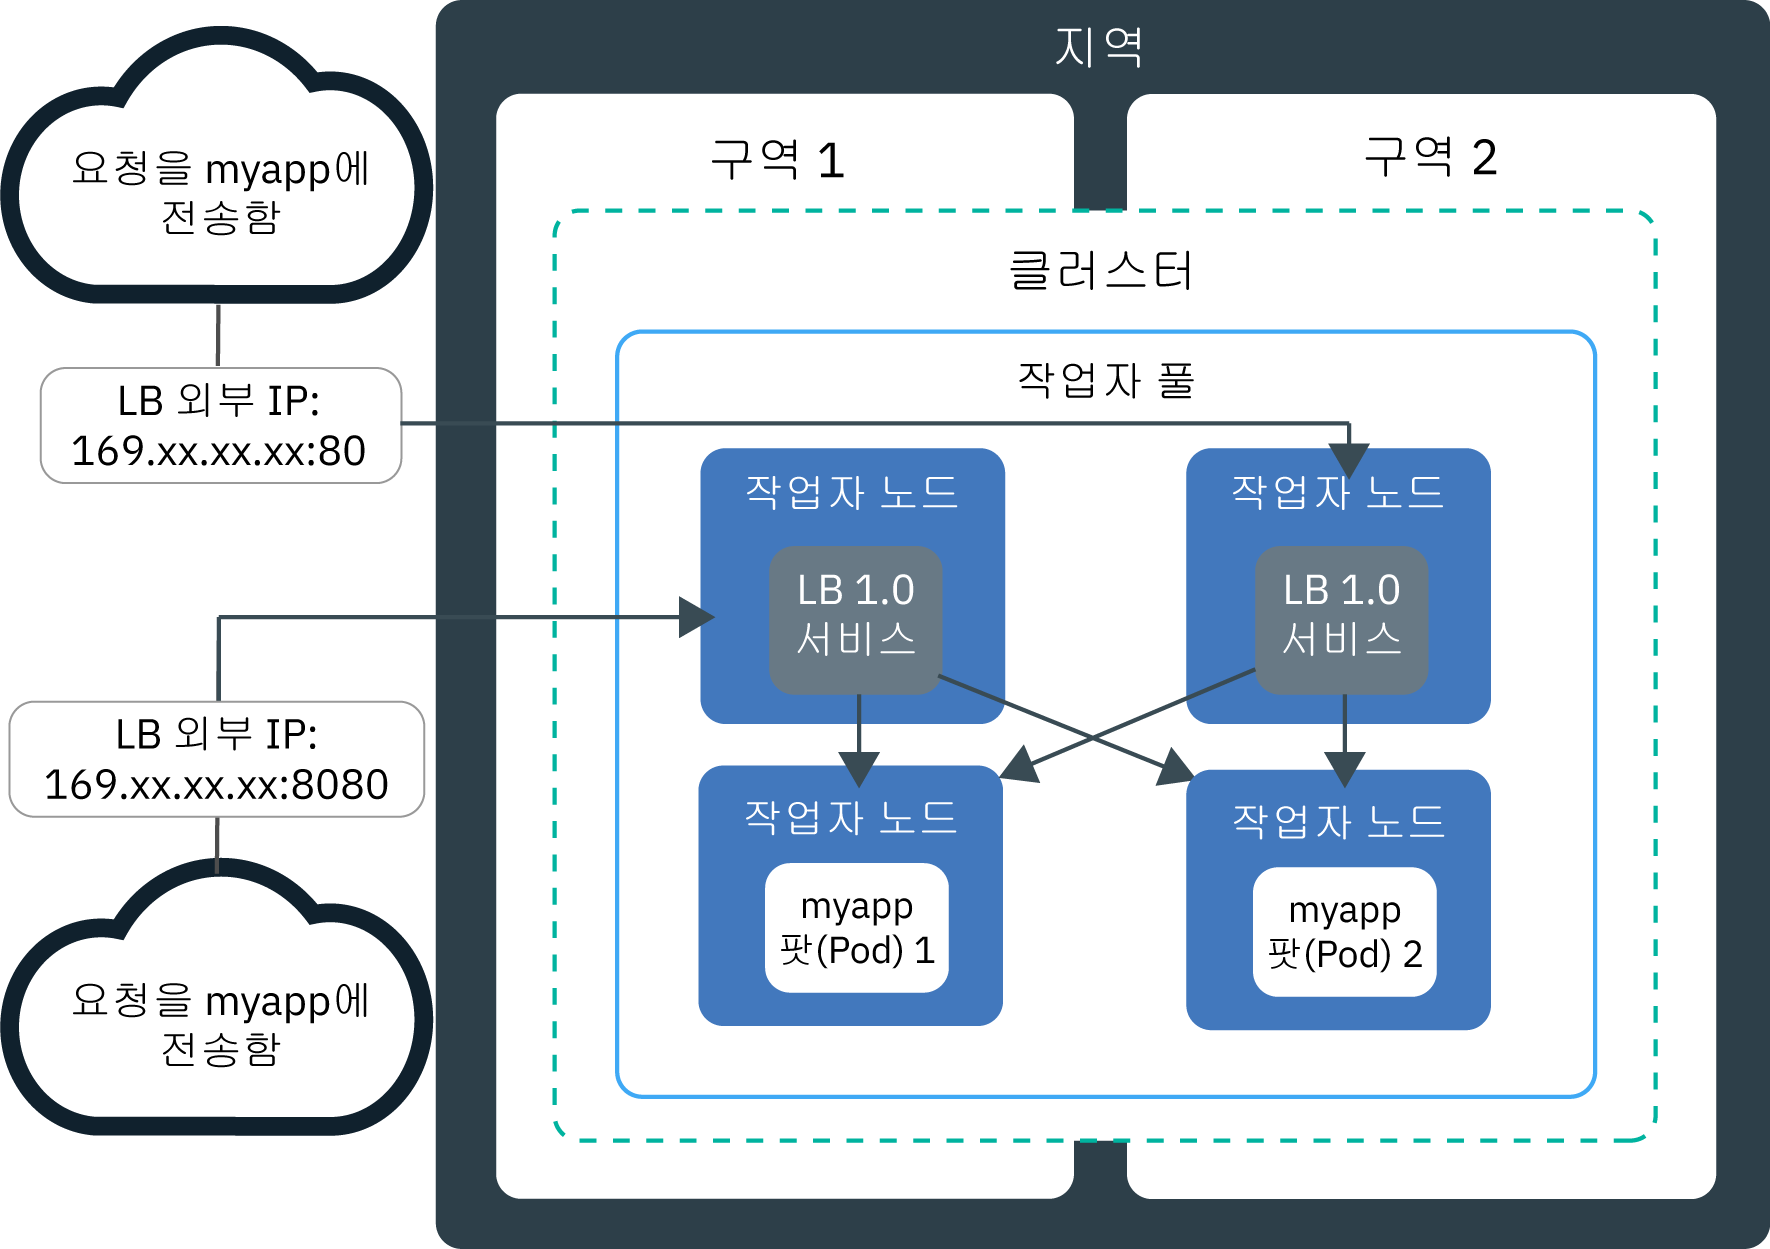 지역
요청을 myapp에
전송함
LB 외부 IP:
169.xx.xx.xx:80
LB 외부 IP:
169.xx.xx.xx:8080
요청을 myapp에
전송함
구역 1
구역 2
클러스터
작업자 풀
작업자 노드
LB 1.0
서비스
작업자 노드
LB 1.0
서비스
작업자 노드
myapp
팟(Pod) 1
작업자 노드
myapp
팟(Pod) 2